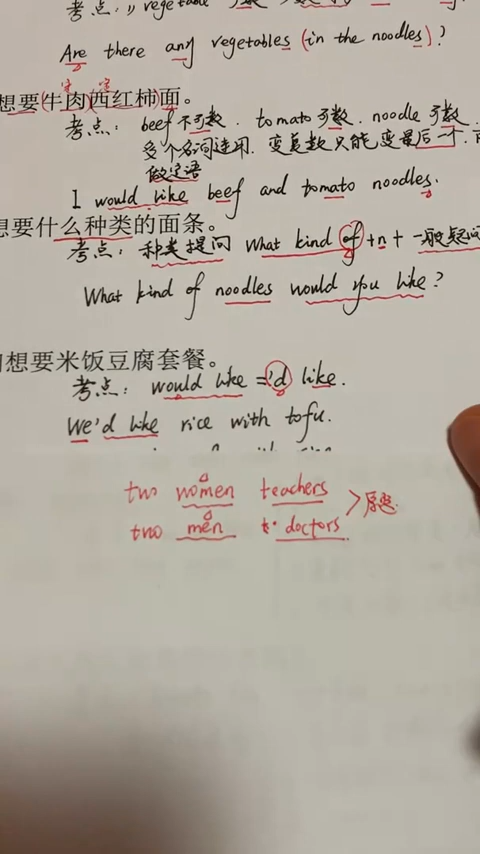 考点: vegetable 可数
Are there any vegetables (in the noodles)?
想要(牛肉)(西红柿)面。
考点: beef 不可数. tomato 可数. noodle 可数.
多个名词连用. 变复数只能变最后一个.
做定语
I would like beef and tomato noodles.
想要什么种类的面条。
考点: 种类提问 What kind of +n + 一般疑问
What kind of noodles would you like?
想要米饭豆腐套餐。
考点: would like = 'd like.
We'd like rice with tofu.
two women teachers
two men t. doctors